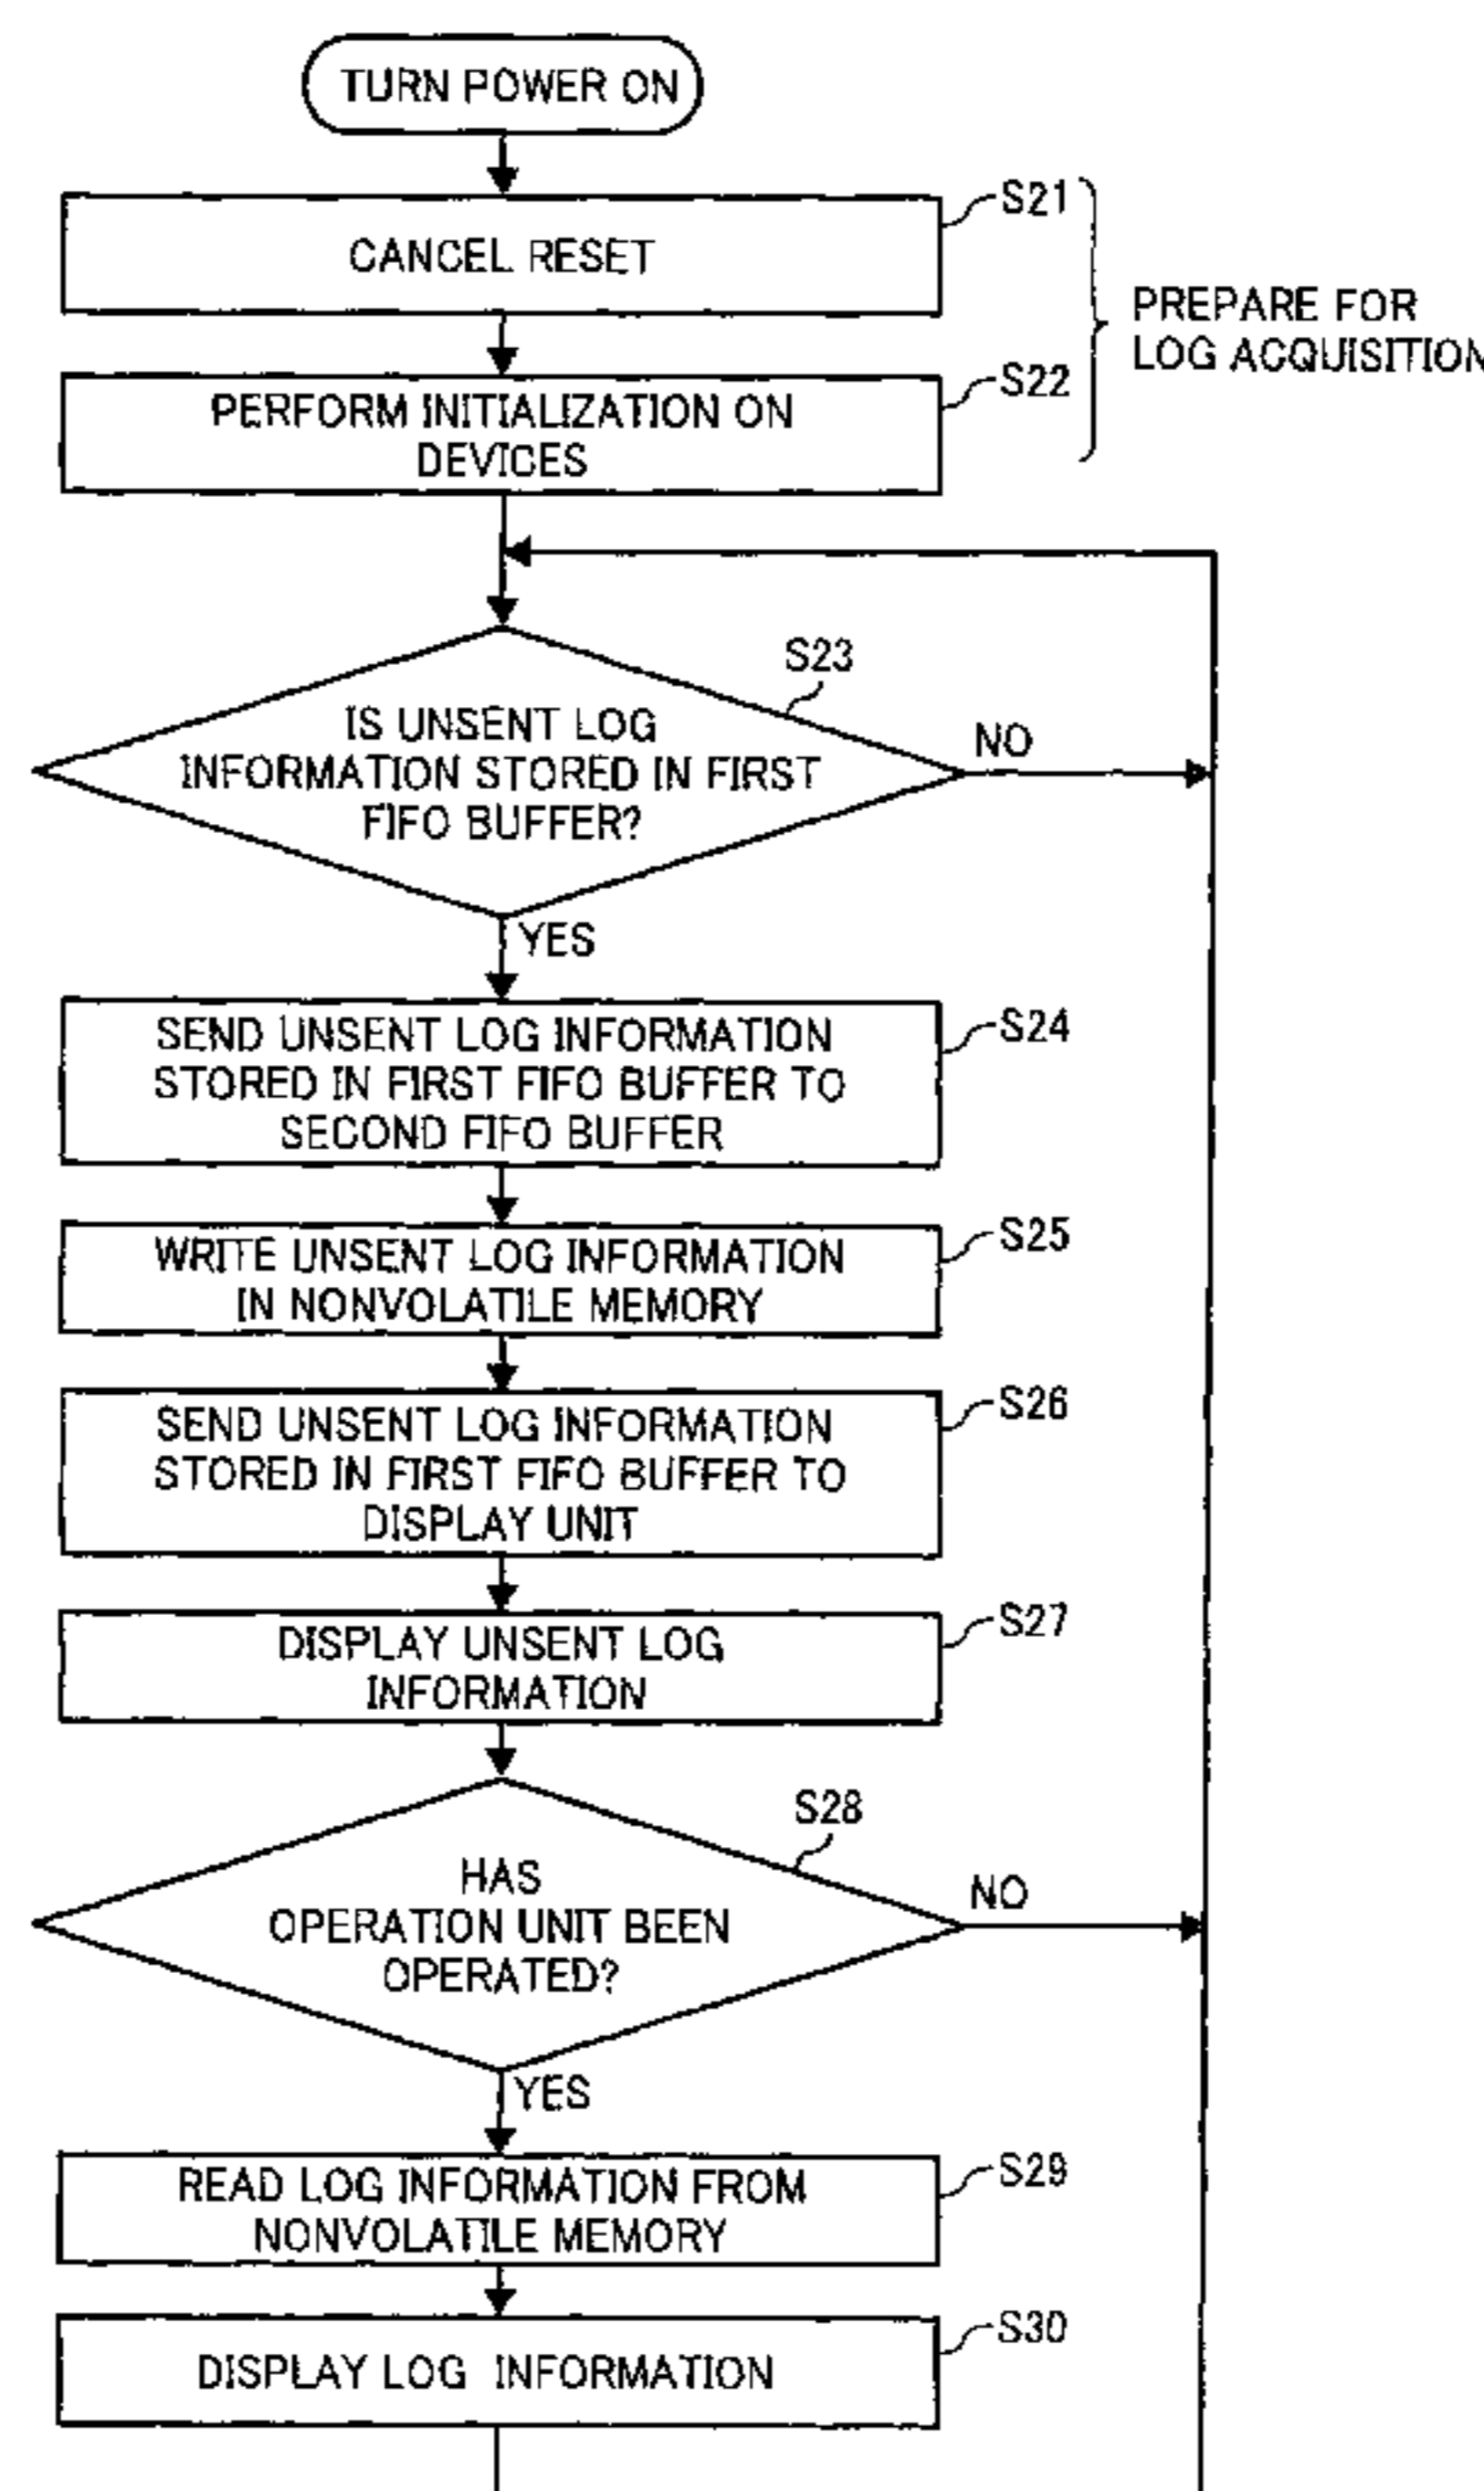 TURN POWER ON
S21
CANCEL RESET
PREPARE FOR
LOG ACQUISITION
S22
PERFORM INITIALIZATION ON
DEVICES
S23
IS UNSENT LOG
INFORMATION STORED IN FIRST
FIFO BUFFER?
NO
YES
S24
SEND UNSENT LOG INFORMATION
STORED IN FIRST FIFO BUFFER TO
SECOND FIFO BUFFER
S25
WRITE UNSENT LOG INFORMATION
IN NONVOLATILE MEMORY
S26
SEND UNSENT LOG INFORMATION
STORED IN FIRST FIFO BUFFER TO
DISPLAY UNIT
S27
DISPLAY UNSENT LOG
INFORMATION
S28
HAS
OPERATION UNIT BEEN
OPERATED?
NO
YES
S29
READ LOG INFORMATION FROM
NONVOLATILE MEMORY
S30
DISPLAY LOG INFORMATION